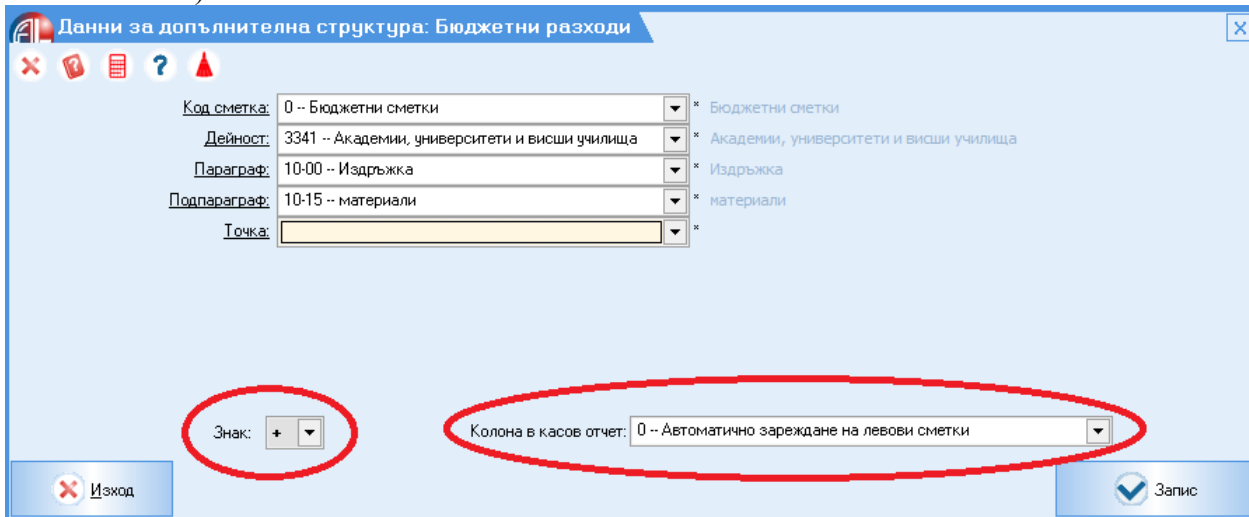 Данни за допълнителна структура: Бюджетни разходи
Код сметка: 0 -- Бюджетни сметки * Бюджетни сметки
Дейност: 3341 -- Академии, университети и висши училища * Академии, университети и висши училища
Параграф: 10-00 -- Издръжка * Издръжка
Подпараграф: 10-15 -- материали * материали
Точка: *
Знак: + Колона в касов отчет: 0 -- Автоматично зареждане на левови сметки
Изход Запис